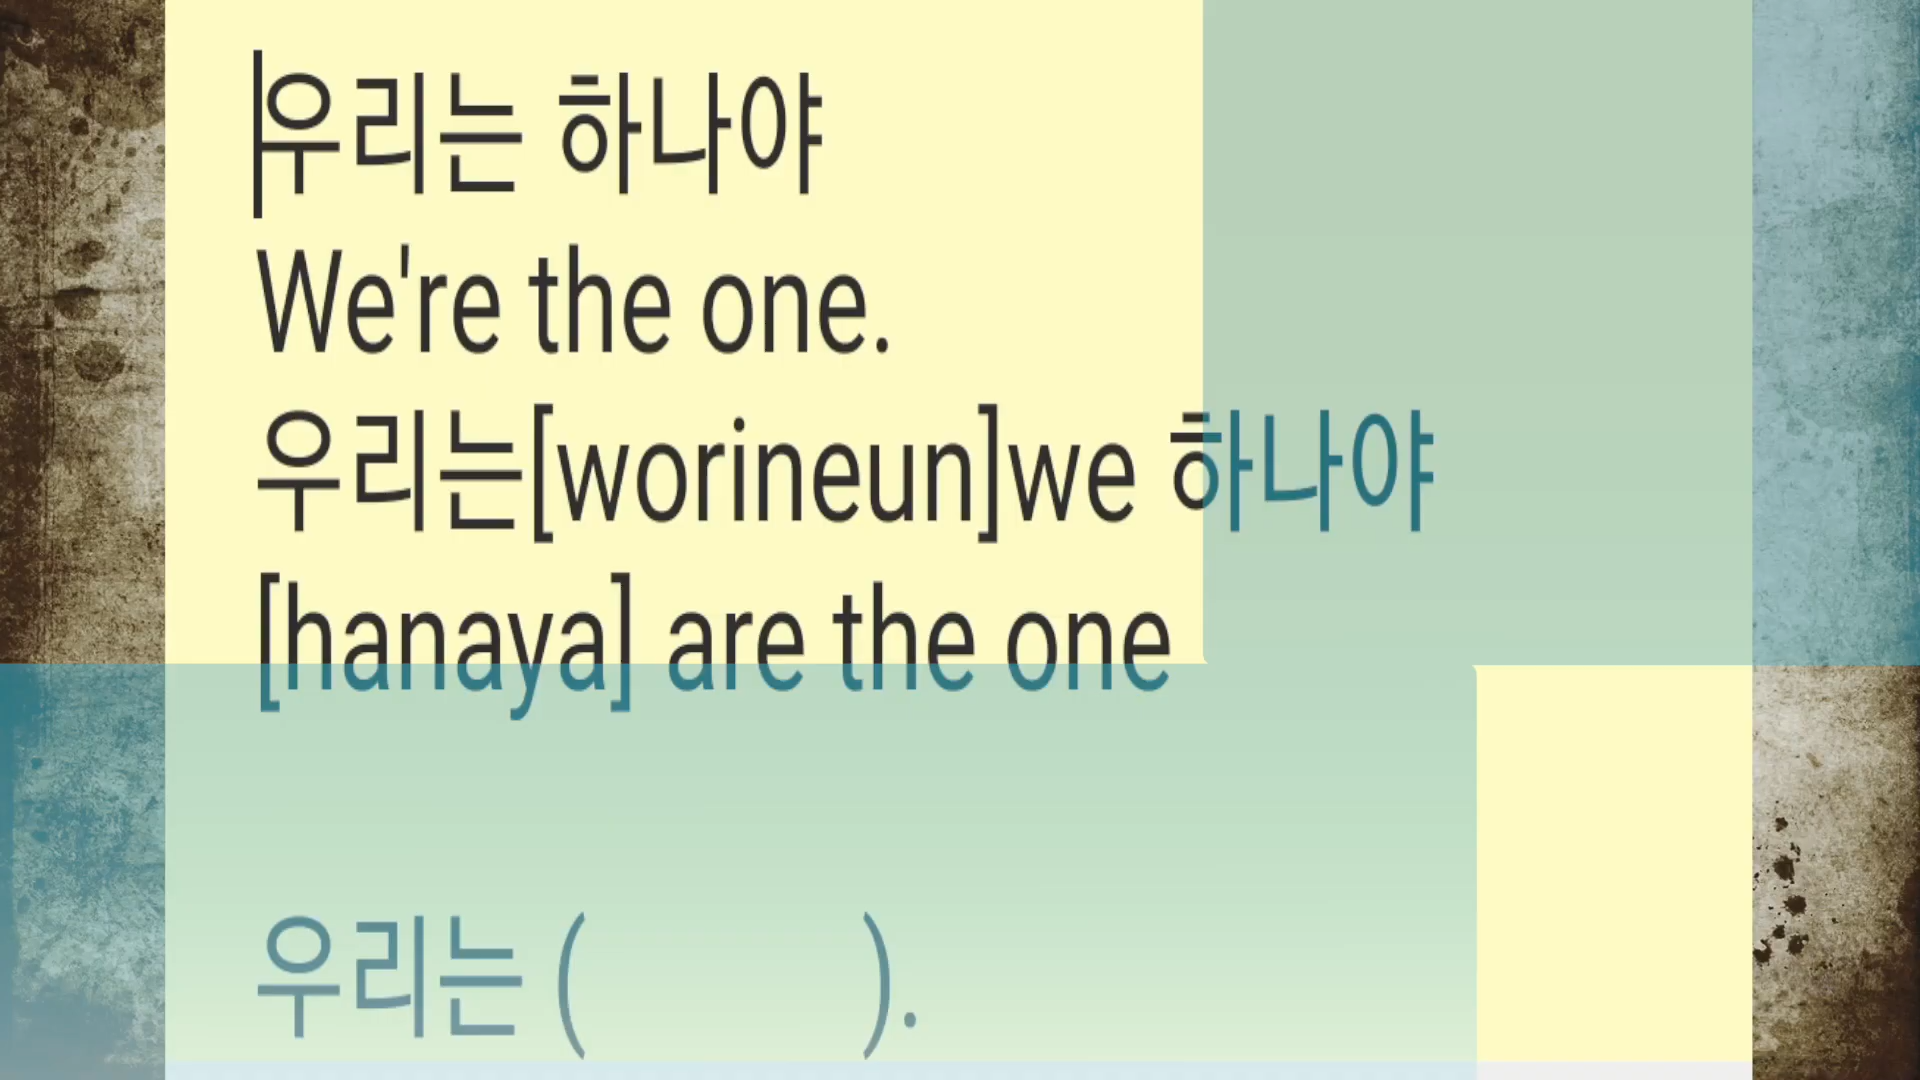 우리는 하나야
We're the one.
우리는[worineun]we 하나야
[hanaya] are the one
우리는 (          ).